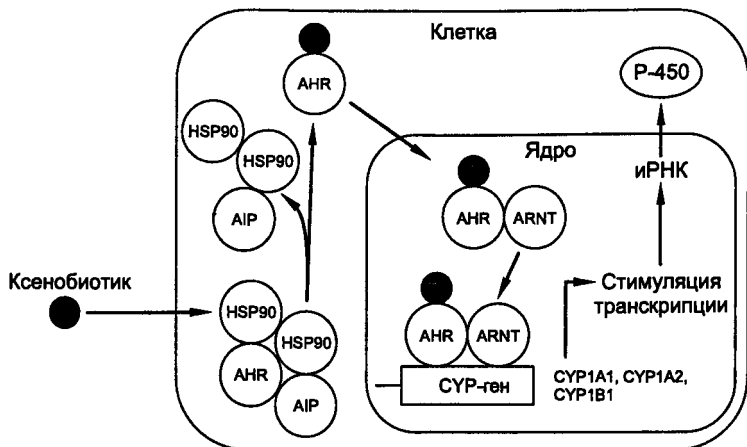 Клетка
AHR
P-450
HSP90
HSP90
AIP
Ядро
иРНК
AHR
ARNT
Ксенобиотик
HSP90
HSP90
AHR
AIP
AHR
ARNT
CYP-ген
Стимуляция
транскрипции
CYP1A1, CYP1A2,
CYP1B1